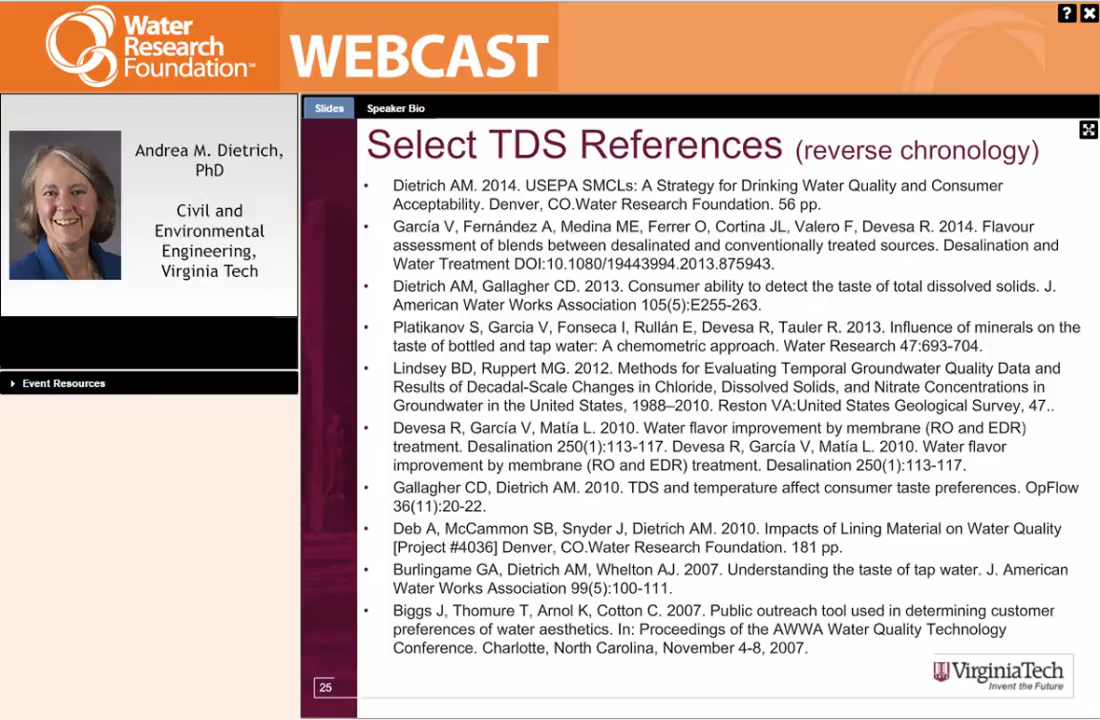 Water
Research
Foundation℠
WEBCAST
?
Andrea M. Dietrich,
PhD
Civil and
Environmental
Engineering,
Virginia Tech
Event Resources
Slides
Speaker Bio
Select TDS References (reverse chronology)
• Dietrich AM. 2014. USEPA SMCLs: A Strategy for Drinking Water Quality and Consumer
Acceptability. Denver, CO.Water Research Foundation. 56 pp.
• García V, Fernández A, Medina ME, Ferrer O, Cortina JL, Valero F, Devesa R. 2014. Flavour
assessment of blends between desalinated and conventionally treated sources. Desalination and
Water Treatment DOI:10.1080/19443994.2013.875943.
• Dietrich AM, Gallagher CD. 2013. Consumer ability to detect the taste of total dissolved solids. J.
American Water Works Association 105(5):E255-263.
• Platikanov S, Garcia V, Fonseca I, Rullán E, Devesa R, Tauler R. 2013. Influence of minerals on the
taste of bottled and tap water: A chemometric approach. Water Research 47:693-704.
• Lindsey BD, Ruppert MG. 2012. Methods for Evaluating Temporal Groundwater Quality Data and
Results of Decadal-Scale Changes in Chloride, Dissolved Solids, and Nitrate Concentrations in
Groundwater in the United States, 1988–2010. Reston VA:United States Geological Survey, 47..
• Devesa R, García V, Matía L. 2010. Water flavor improvement by membrane (RO and EDR)
treatment. Desalination 250(1):113-117. Devesa R, García V, Matía L. 2010. Water flavor
improvement by membrane (RO and EDR) treatment. Desalination 250(1):113-117.
• Gallagher CD, Dietrich AM. 2010. TDS and temperature affect consumer taste preferences. OpFlow
36(11):20-22.
• Deb A, McCammon SB, Snyder J, Dietrich AM. 2010. Impacts of Lining Material on Water Quality
[Project #4036] Denver, CO.Water Research Foundation. 181 pp.
• Burlingame GA, Dietrich AM, Whelton AJ. 2007. Understanding the taste of tap water. J. American
Water Works Association 99(5):100-111.
• Biggs J, Thomure T, Arnol K, Cotton C. 2007. Public outreach tool used in determining customer
preferences of water aesthetics. In: Proceedings of the AWWA Water Quality Technology
Conference. Charlotte, North Carolina, November 4-8, 2007.
25
VirginiaTech
Invent the Future